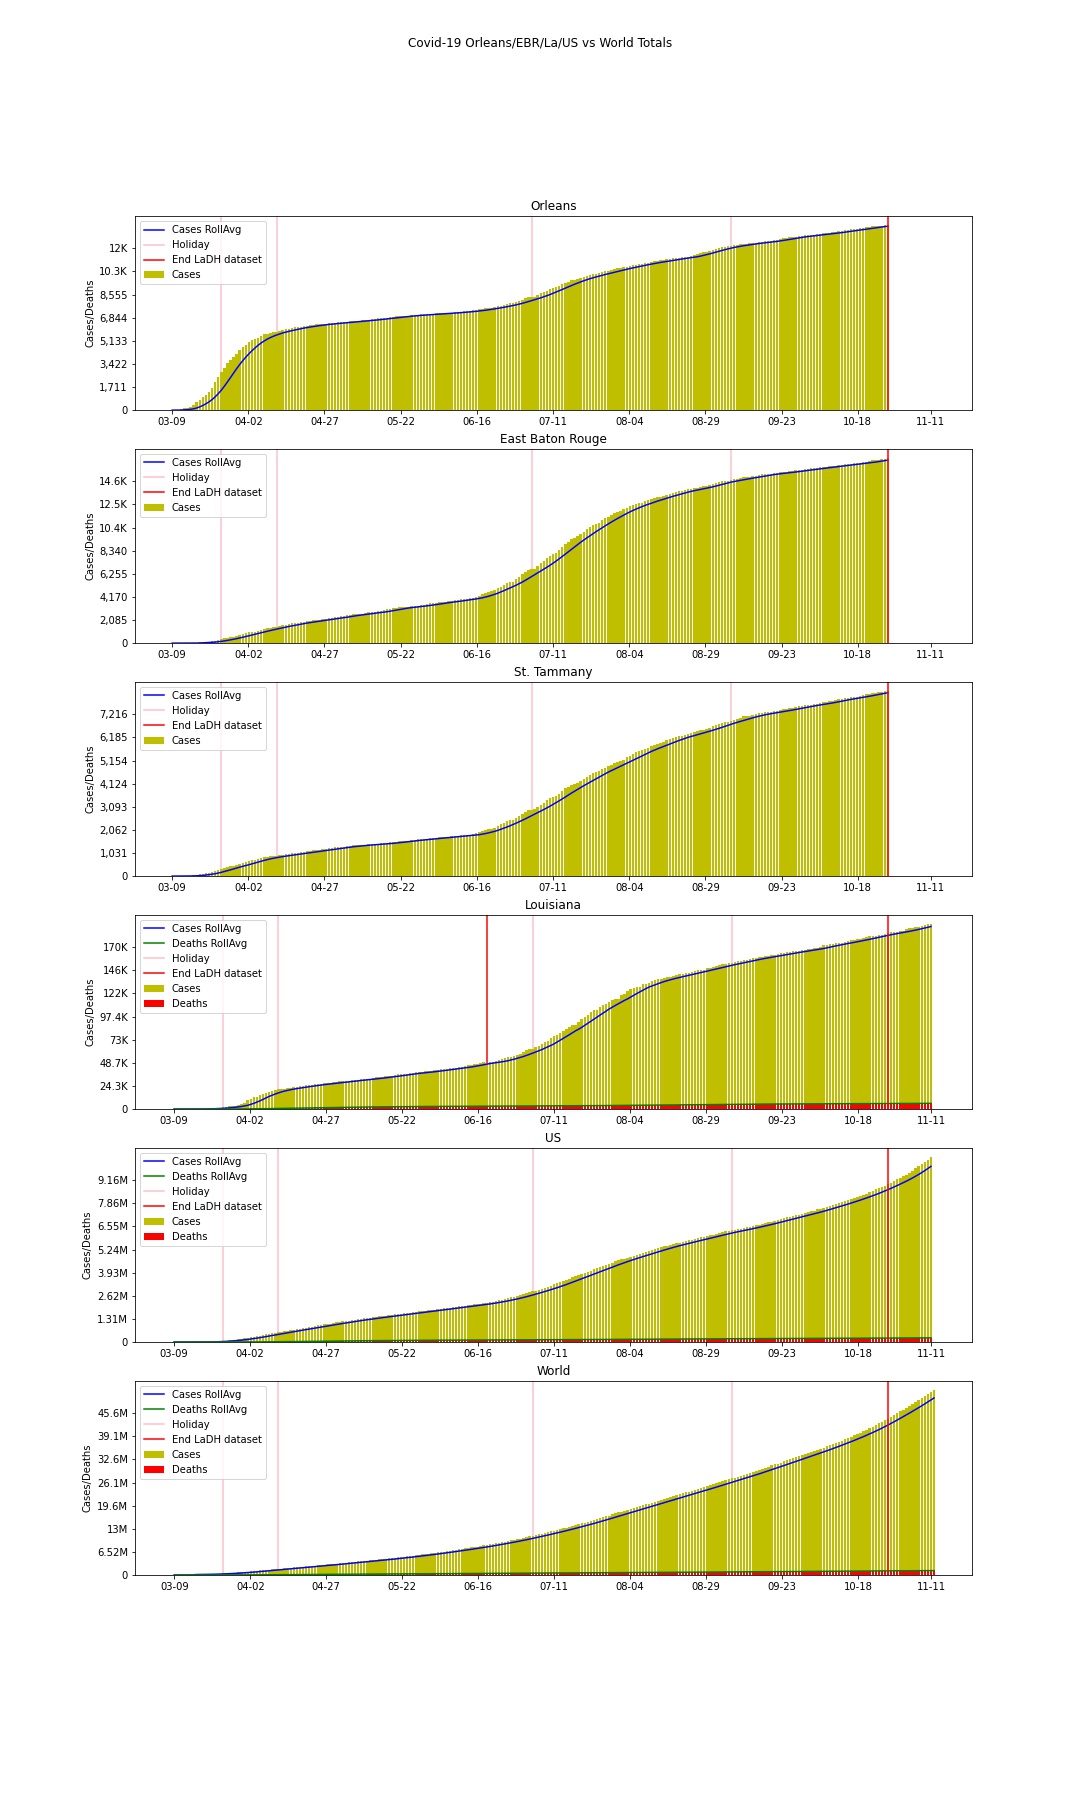 Covid-19 Orleans/EBR/La/US vs World Totals
Orleans
Cases RollAvg
Holiday
End LaDH dataset
Cases
Cases/Deaths
12K
10.3K
8,555
6,844
5,133
3,422
1,711
0
03-09 04-02 04-27 05-22 06-16 07-11 08-04 08-29 09-23 10-18 11-11
East Baton Rouge
Cases RollAvg
Holiday
End LaDH dataset
Cases
Cases/Deaths
14.6K
12.5K
10.4K
8,340
6,255
4,170
2,085
0
03-09 04-02 04-27 05-22 06-16 07-11 08-04 08-29 09-23 10-18 11-11
St. Tammany
Cases RollAvg
Holiday
End LaDH dataset
Cases
Cases/Deaths
7,216
6,185
5,154
4,124
3,093
2,062
1,031
0
03-09 04-02 04-27 05-22 06-16 07-11 08-04 08-29 09-23 10-18 11-11
Louisiana
Cases RollAvg
Deaths RollAvg
Holiday
End LaDH dataset
Cases
Deaths
Cases/Deaths
170K
146K
122K
97.4K
73K
48.7K
24.3K
0
03-09 04-02 04-27 05-22 06-16 07-11 08-04 08-29 09-23 10-18 11-11
US
Cases RollAvg
Deaths RollAvg
Holiday
End LaDH dataset
Cases
Deaths
Cases/Deaths
9.16M
7.86M
6.55M
5.24M
3.93M
2.62M
1.31M
0
03-09 04-02 04-27 05-22 06-16 07-11 08-04 08-29 09-23 10-18 11-11
World
Cases RollAvg
Deaths RollAvg
Holiday
End LaDH dataset
Cases
Deaths
Cases/Deaths
45.6M
39.1M
32.6M
26.1M
19.6M
13M
6.52M
0
03-09 04-02 04-27 05-22 06-16 07-11 08-04 08-29 09-23 10-18 11-11